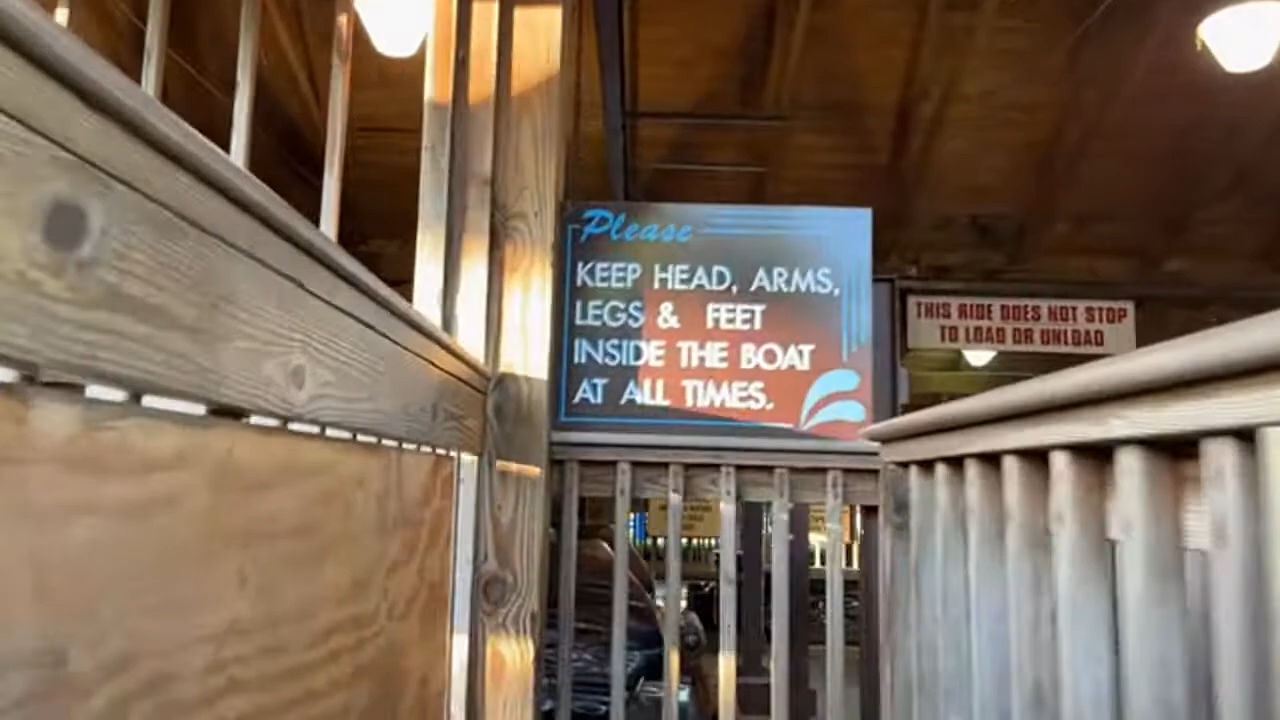 Please
KEEP HEAD, ARMS,
LEGS & FEET
INSIDE THE BOAT
AT ALL TIMES.
THIS RIDE DOES NOT STOP
TO LOAD OR UNLOAD